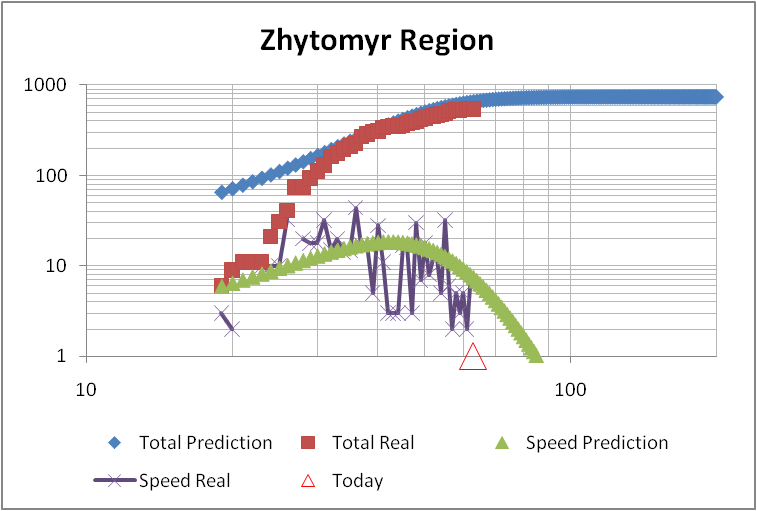 Zhytomyr Region
1000
100
10
1
10
100
Total Prediction
Total Real
Speed Prediction
Speed Real
Today